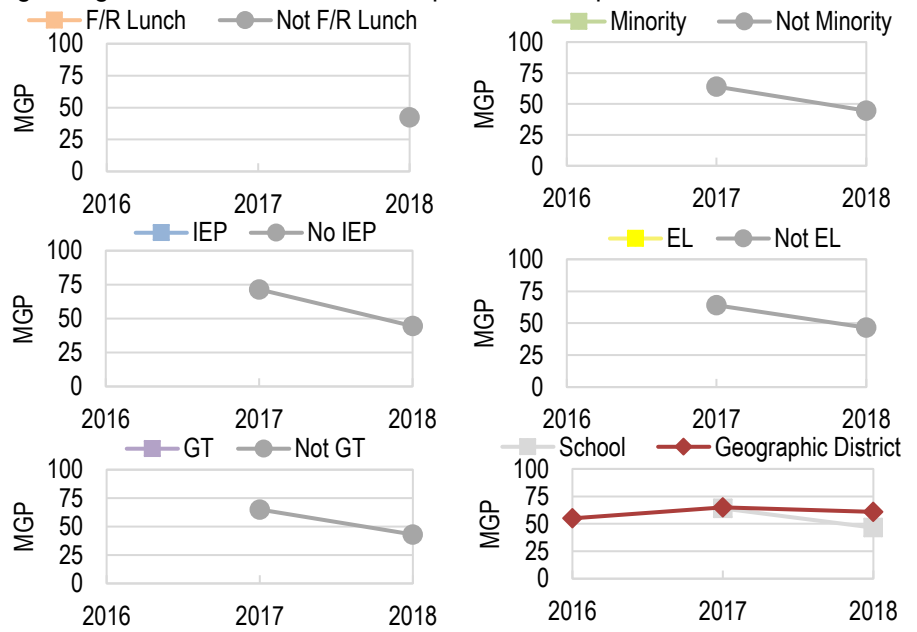 F/R Lunch Not F/R Lunch
100
75
50
25
0
MGP
2016 2017 2018
Minority Not Minority
100
75
50
25
0
MGP
2016 2017 2018
IEP No IEP
100
75
50
25
0
MGP
2016 2017 2018
EL Not EL
100
75
50
25
0
MGP
2016 2017 2018
GT Not GT
100
75
50
25
0
MGP
2016 2017 2018
School Geographic District
100
75
50
25
0
MGP
2016 2017 2018